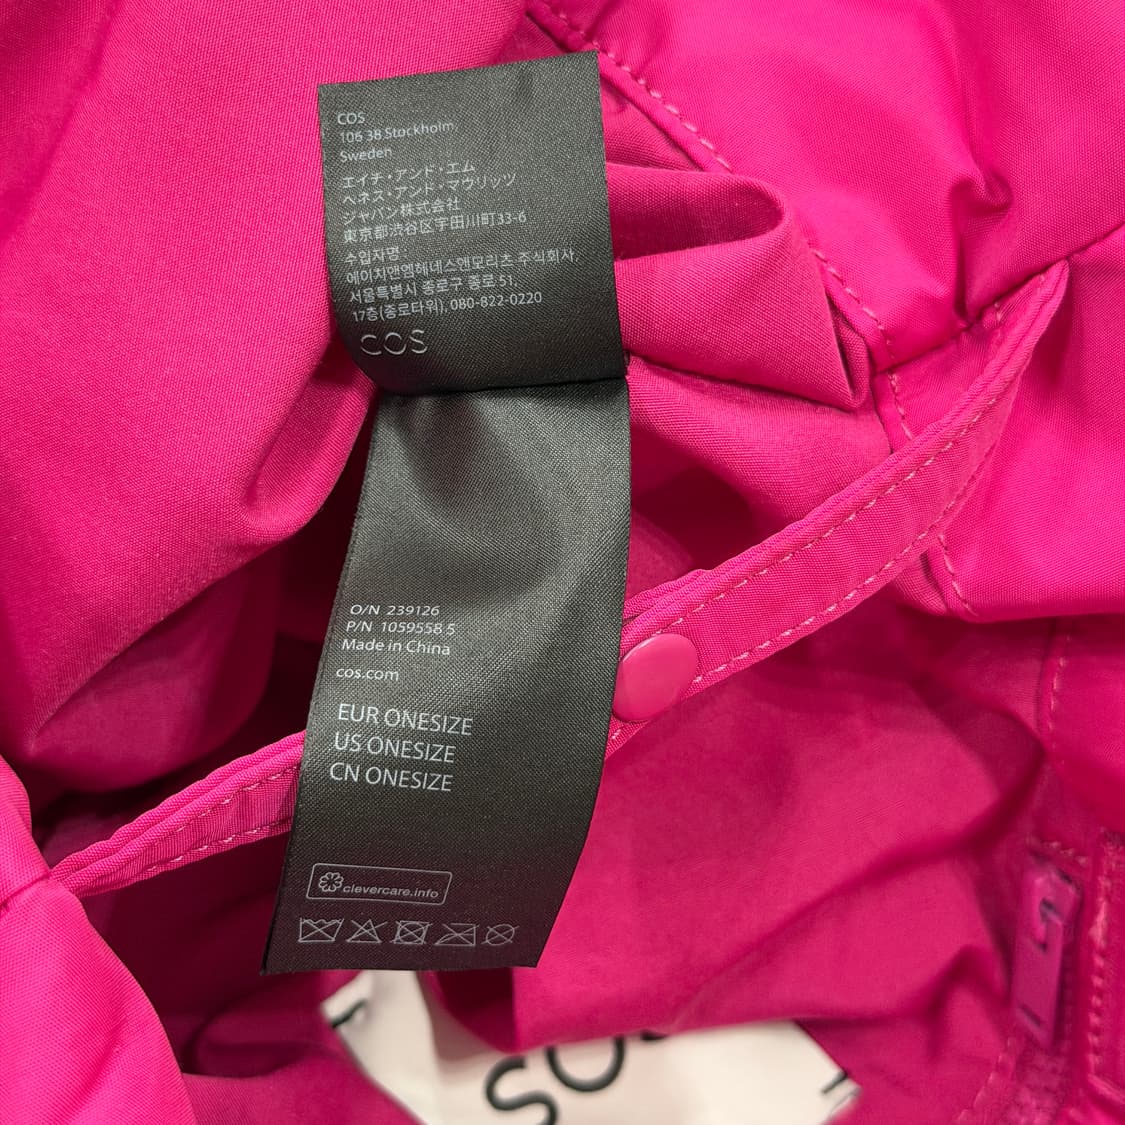 COS
106 38 Stockholm,
Sweden
エイチ・アンド・エム
ヘネス・アンド・マウリッツ
ジャパン株式会社
東京都渋谷区宇田川町33-6
수입자명
에이치앤엠헤네스앤모리츠 주식회사,
서울특별시 종로구 종로 51,
17층(종로타워), 080-822-0220
COS
O/N 239126
P/N 1059558 5
Made in China
cos.com
EUR ONESIZE
US ONESIZE
CN ONESIZE
clevercare.info
COS